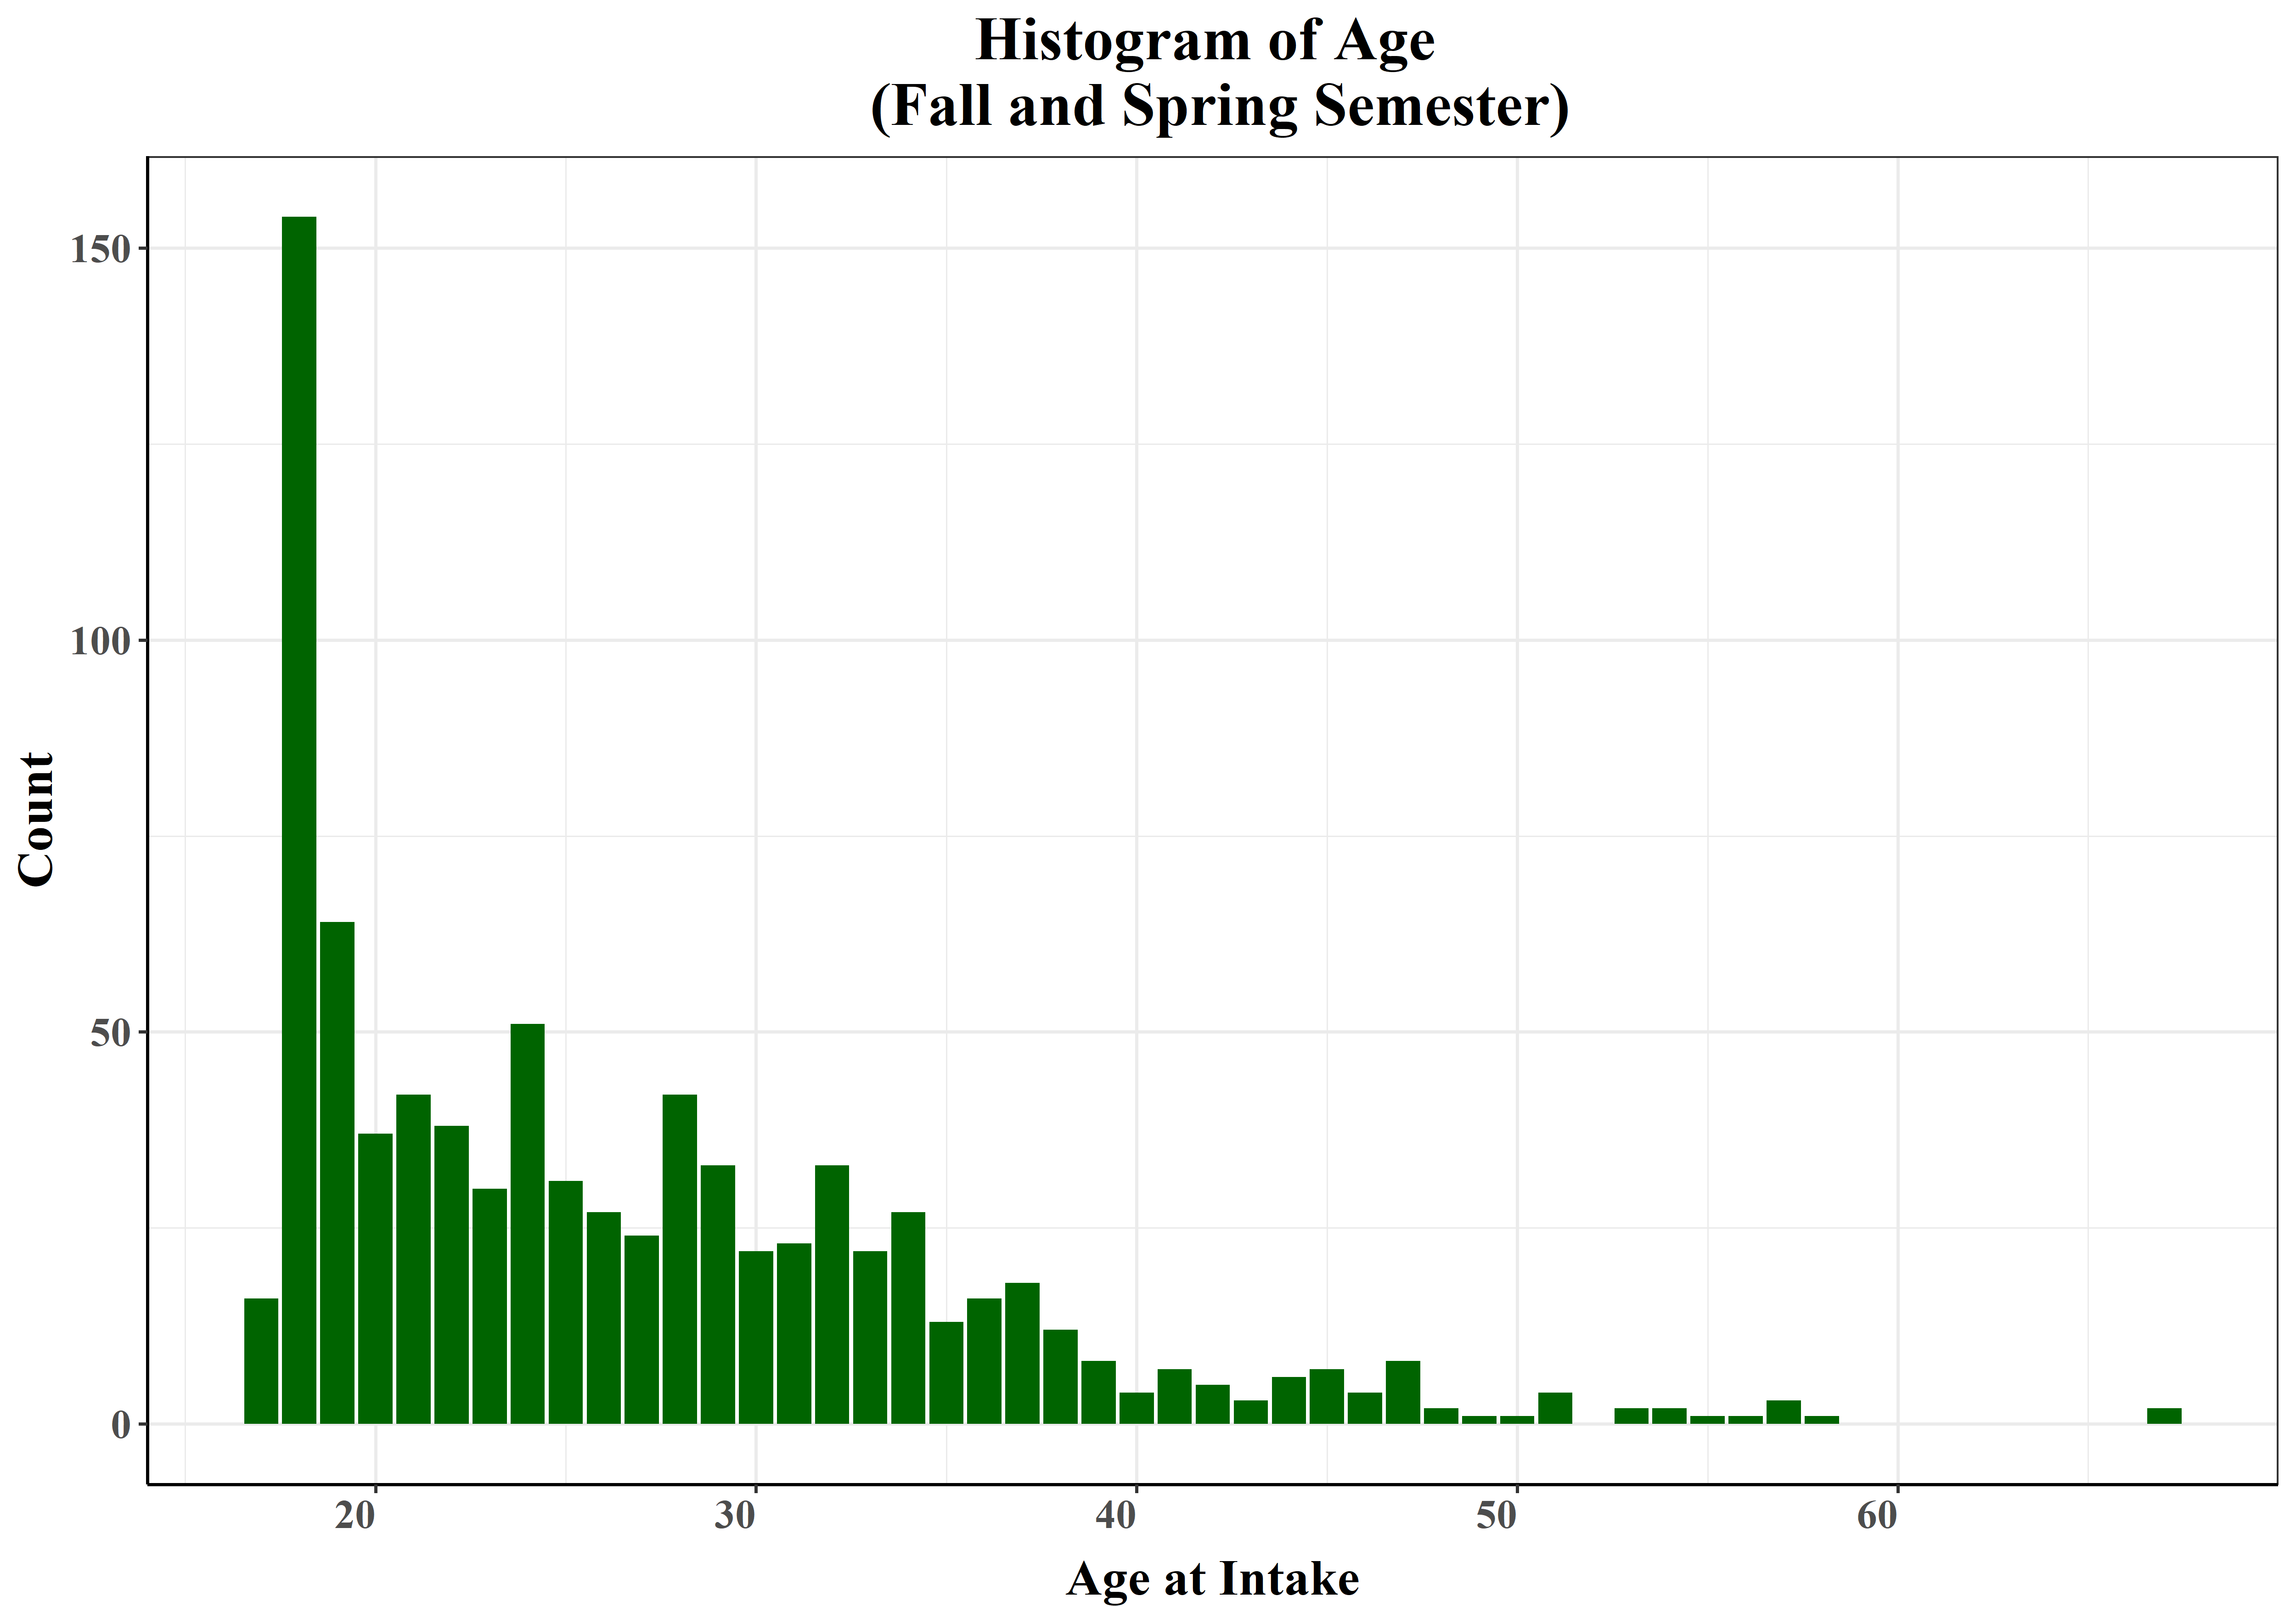 Histogram of Age
(Fall and Spring Semester)
150
100
50
0
Count
20 30 40 50 60
Age at Intake